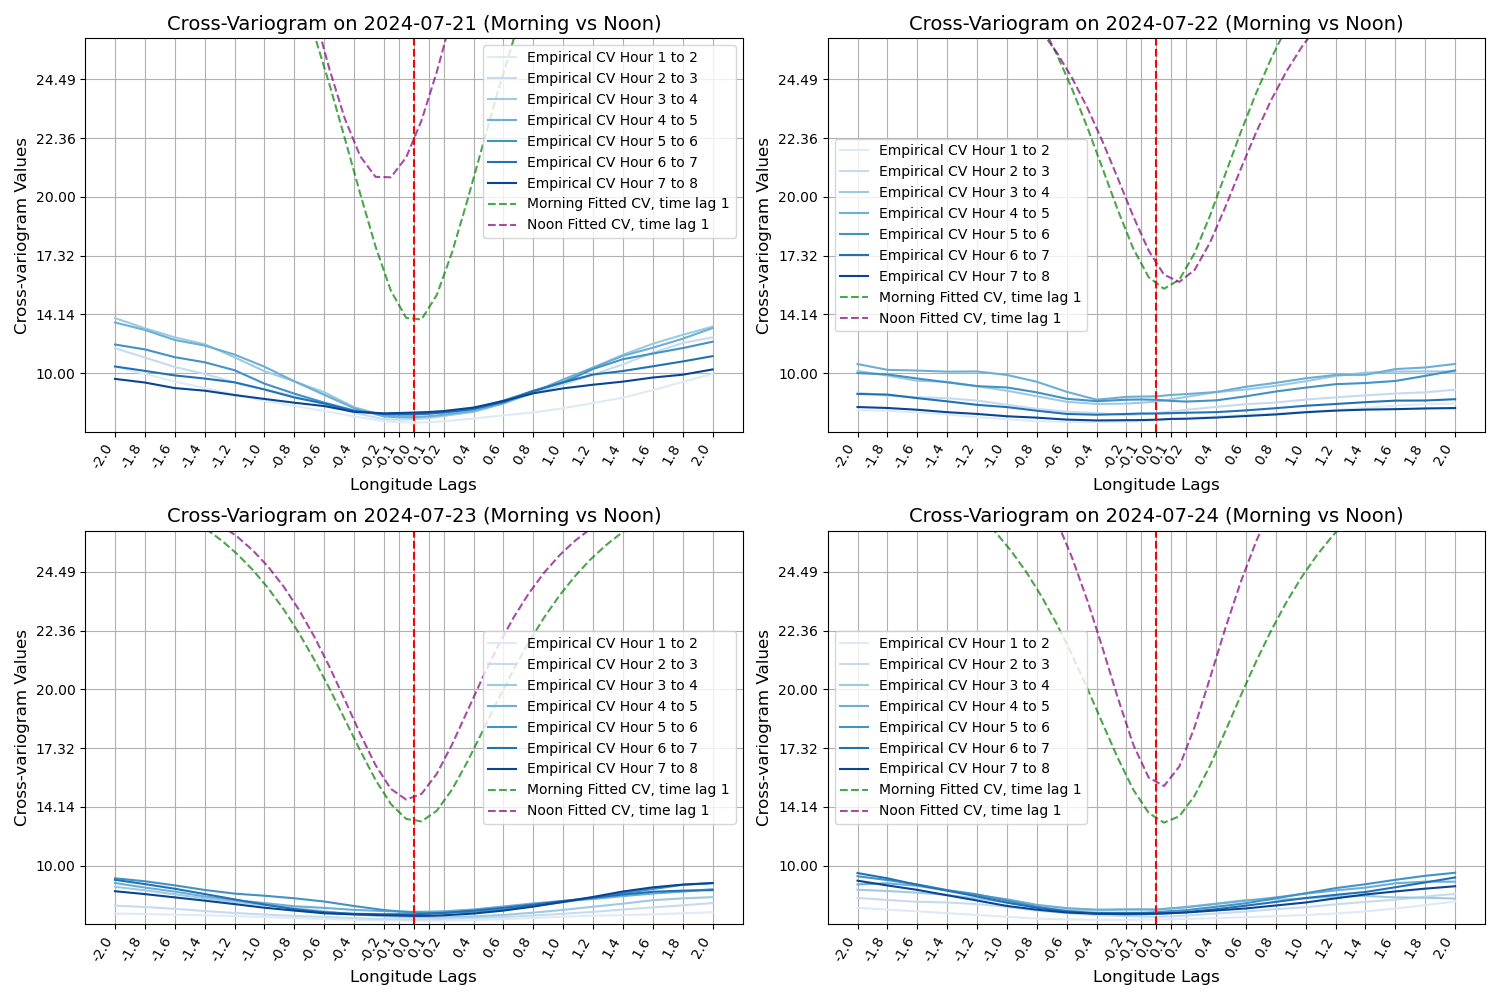 Cross-Variogram on 2024-07-21 (Morning vs Noon)
Cross-variogram Values
24.49
22.36
20.00
17.32
14.14
10.00
Empirical CV Hour 1 to 2
Empirical CV Hour 2 to 3
Empirical CV Hour 3 to 4
Empirical CV Hour 4 to 5
Empirical CV Hour 5 to 6
Empirical CV Hour 6 to 7
Empirical CV Hour 7 to 8
Morning Fitted CV, time lag 1
Noon Fitted CV, time lag 1
-2.0 -1.8 -1.6 -1.4 -1.2 -1.0 -0.8 -0.6 -0.4 -0.2 -0.1 0.0 0.1 0.2 0.4 0.6 0.8 1.0 1.2 1.4 1.6 1.8 2.0
Longitude Lags
Cross-Variogram on 2024-07-22 (Morning vs Noon)
Cross-variogram Values
24.49
22.36
20.00
17.32
14.14
10.00
Empirical CV Hour 1 to 2
Empirical CV Hour 2 to 3
Empirical CV Hour 3 to 4
Empirical CV Hour 4 to 5
Empirical CV Hour 5 to 6
Empirical CV Hour 6 to 7
Empirical CV Hour 7 to 8
Morning Fitted CV, time lag 1
Noon Fitted CV, time lag 1
-2.0 -1.8 -1.6 -1.4 -1.2 -1.0 -0.8 -0.6 -0.4 -0.2 -0.1 0.0 0.1 0.2 0.4 0.6 0.8 1.0 1.2 1.4 1.6 1.8 2.0
Longitude Lags
Cross-Variogram on 2024-07-23 (Morning vs Noon)
Cross-variogram Values
24.49
22.36
20.00
17.32
14.14
10.00
Empirical CV Hour 1 to 2
Empirical CV Hour 2 to 3
Empirical CV Hour 3 to 4
Empirical CV Hour 4 to 5
Empirical CV Hour 5 to 6
Empirical CV Hour 6 to 7
Empirical CV Hour 7 to 8
Morning Fitted CV, time lag 1
Noon Fitted CV, time lag 1
-2.0 -1.8 -1.6 -1.4 -1.2 -1.0 -0.8 -0.6 -0.4 -0.2 -0.1 0.0 0.1 0.2 0.4 0.6 0.8 1.0 1.2 1.4 1.6 1.8 2.0
Longitude Lags
Cross-Variogram on 2024-07-24 (Morning vs Noon)
Cross-variogram Values
24.49
22.36
20.00
17.32
14.14
10.00
Empirical CV Hour 1 to 2
Empirical CV Hour 2 to 3
Empirical CV Hour 3 to 4
Empirical CV Hour 4 to 5
Empirical CV Hour 5 to 6
Empirical CV Hour 6 to 7
Empirical CV Hour 7 to 8
Morning Fitted CV, time lag 1
Noon Fitted CV, time lag 1
-2.0 -1.8 -1.6 -1.4 -1.2 -1.0 -0.8 -0.6 -0.4 -0.2 -0.1 0.0 0.1 0.2 0.4 0.6 0.8 1.0 1.2 1.4 1.6 1.8 2.0
Longitude Lags